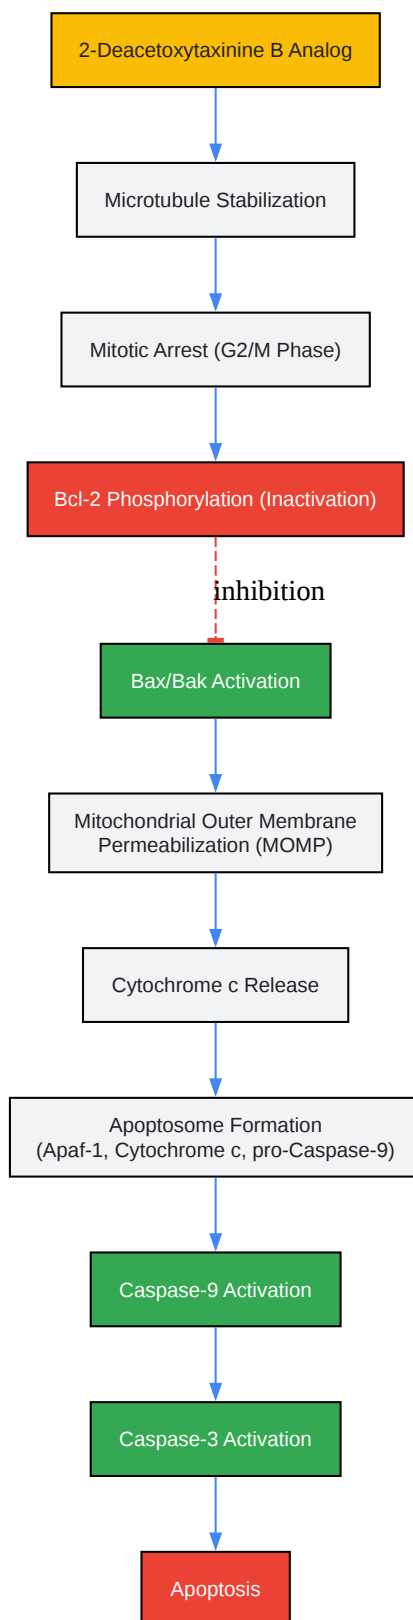 2-Deacetoxytaxinine B Analog
Microtubule Stabilization
Mitotic Arrest (G2/M Phase)
Bcl-2 Phosphorylation (Inactivation)
inhibition
Bax/Bak Activation
Mitochondrial Outer Membrane
Permeabilization (MOMP)
Cytochrome c Release
Apoptosome Formation
(Apaf-1, Cytochrome c, pro-Caspase-9)
Caspase-9 Activation
Caspase-3 Activation
Apoptosis